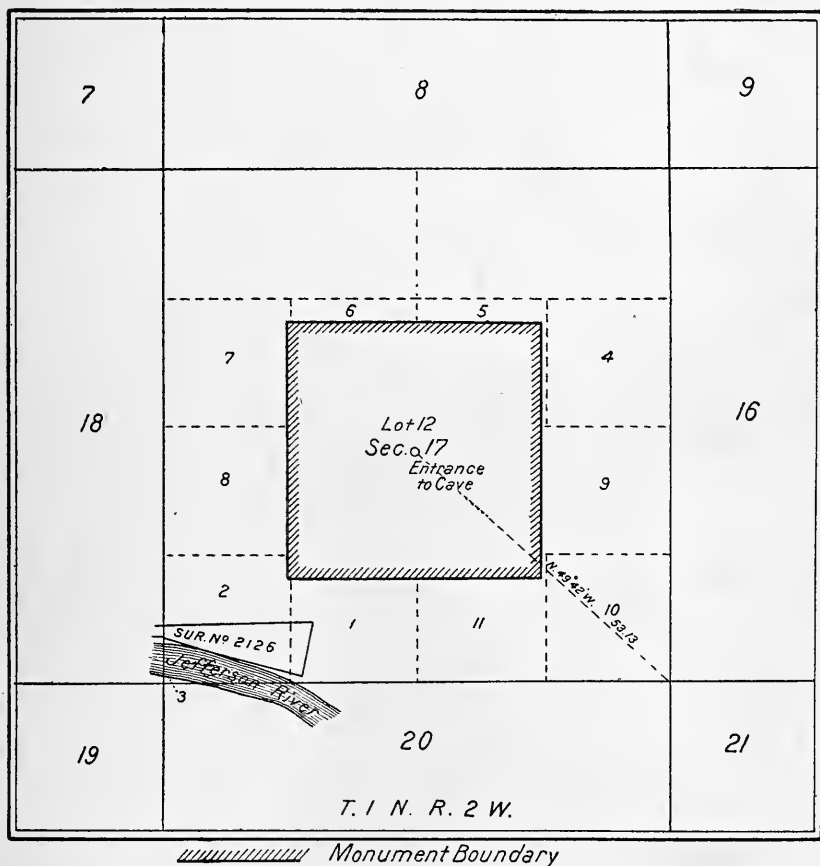 7
8
9
6
5
7
4
18
Lot 12
16
Sec. 17
Entrance
to Cave
8
9
2
N. 49° 42' W.
10
53.13
1
11
SUR. Nº 2126
Jefferson River
3
20
19
21
T. 1 N. R. 2 W.
Monument Boundary